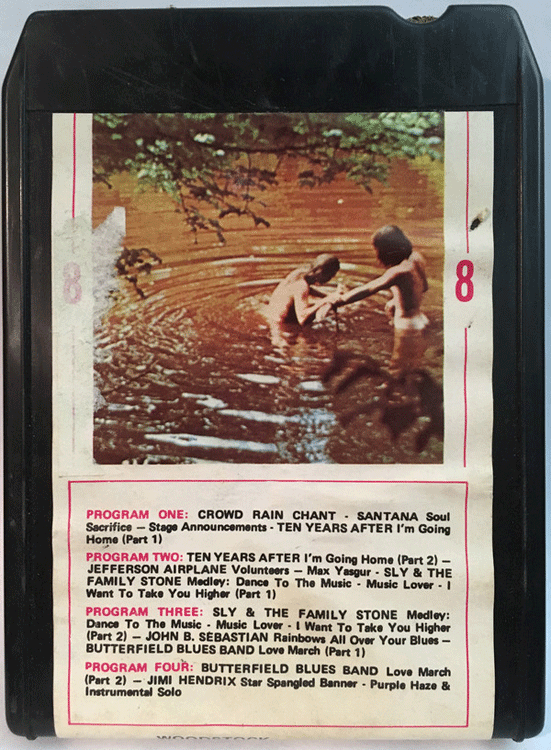 8
8
PROGRAM ONE: CROWD RAIN CHANT - SANTANA Soul
Sacrifice – Stage Announcements - TEN YEARS AFTER I'm Going
Home (Part 1)
PROGRAM TWO: TEN YEARS AFTER I'm Going Home (Part 2) –
JEFFERSON AIRPLANE Volunteers – Max Yasgur - SLY & THE
FAMILY STONE Medley: Dance To The Music - Music Lover - I
Want To Take You Higher (Part 1)
PROGRAM THREE: SLY & THE FAMILY STONE Medley:
Dance To The Music - Music Lover - I Want To Take You Higher
(Part 2) – JOHN B. SEBASTIAN Rainbows All Over Your Blues –
BUTTERFIELD BLUES BAND Love March (Part 1)
PROGRAM FOUR: BUTTERFIELD BLUES BAND Love March
(Part 2) – JIMI HENDRIX Star Spangled Banner - Purple Haze &
Instrumental Solo
WOODSTOCK